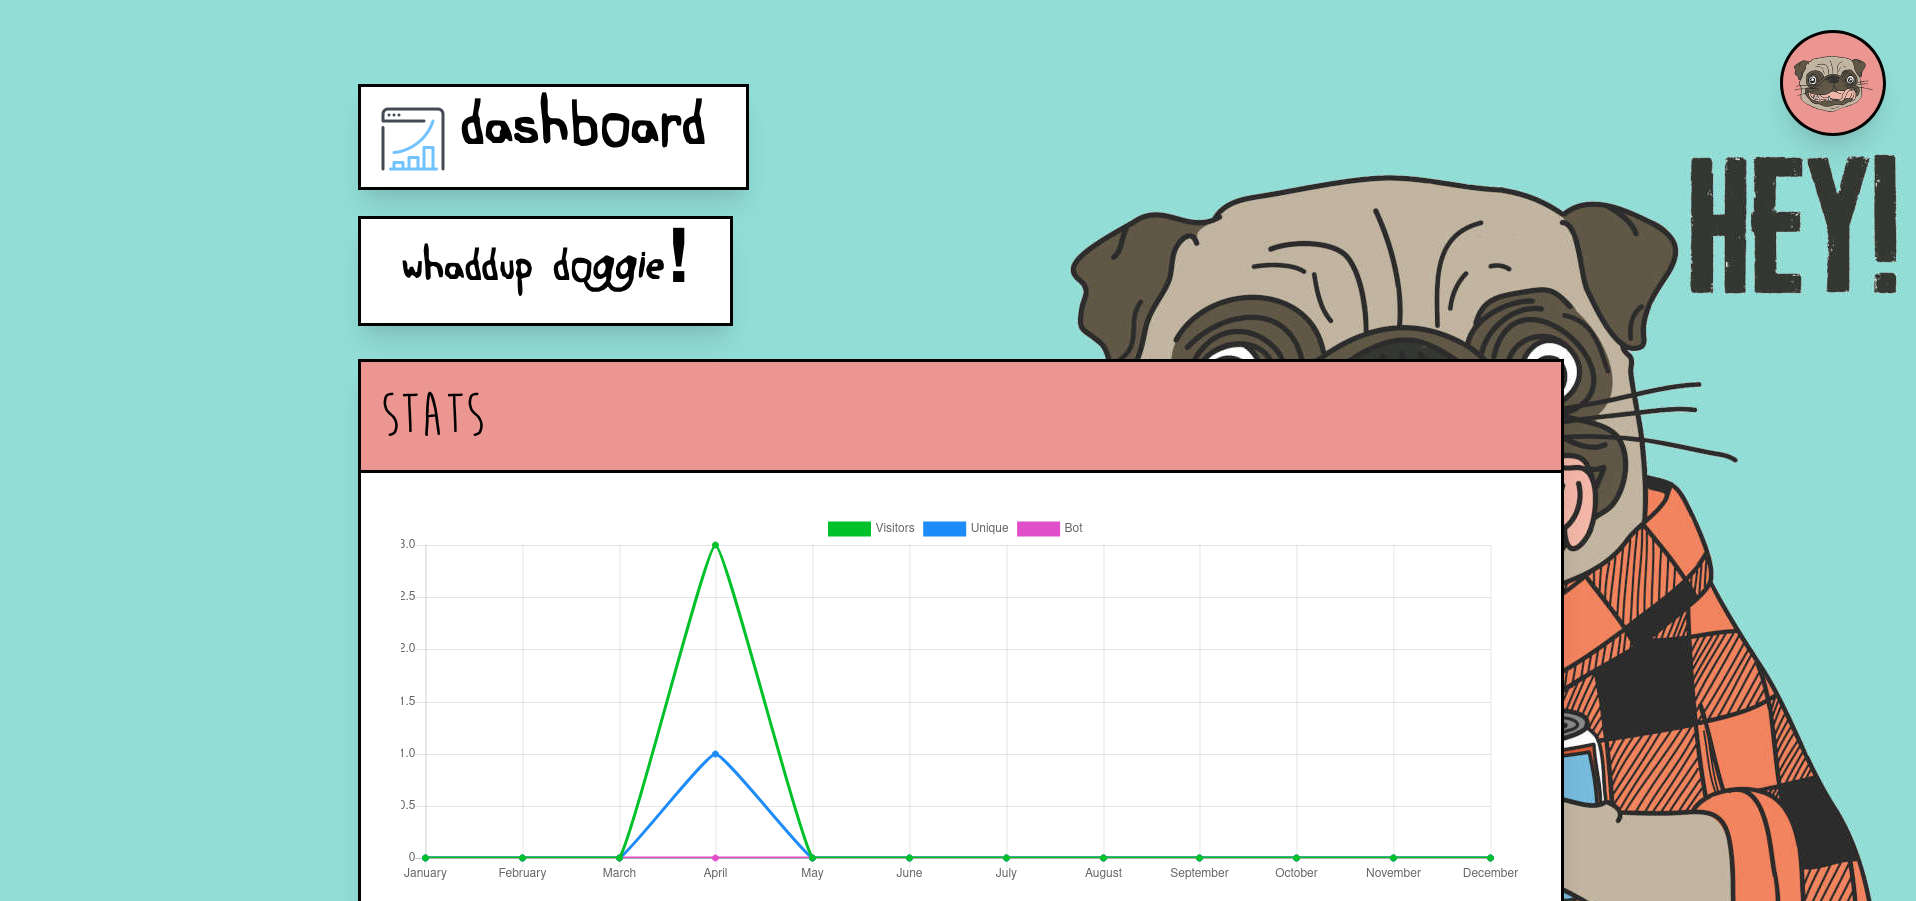 dashboard
HEY!
whaddup doggie!
STATS
Visitors Unique Bot
3.0
2.5
2.0
1.5
1.0
0.5
0
January February March April May June July August September October November December